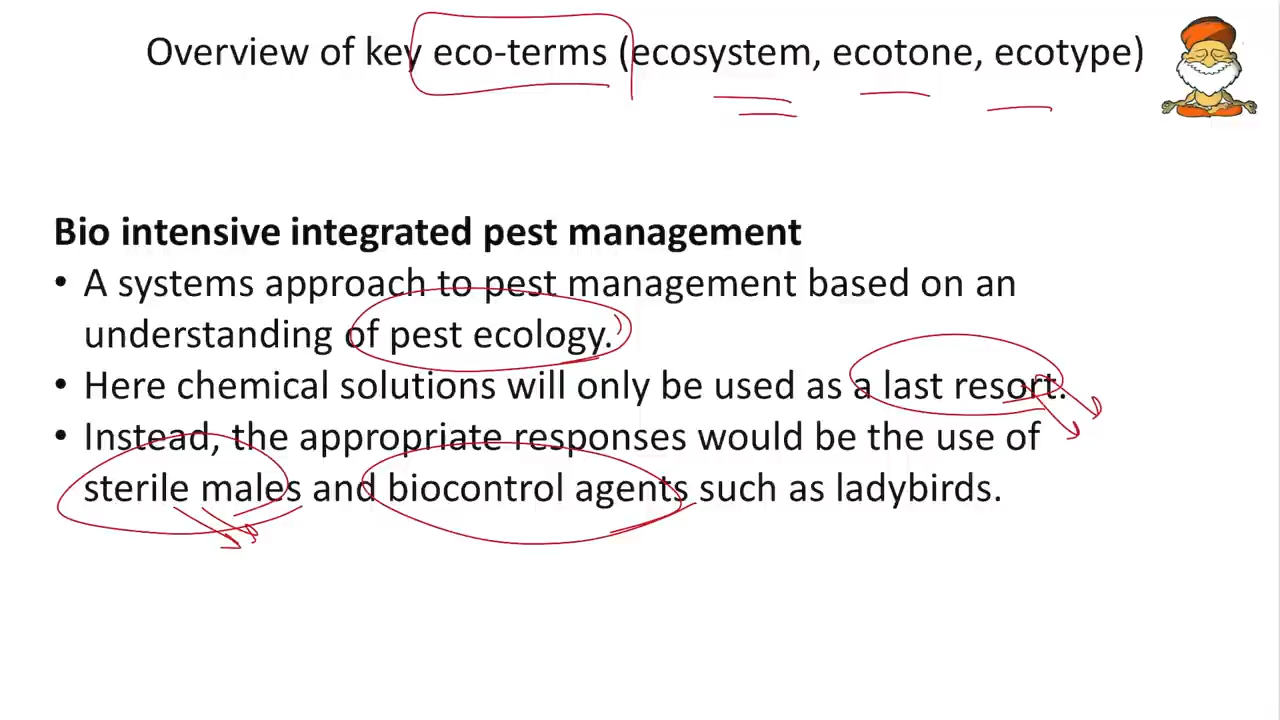 Overview of key eco-terms (ecosystem, ecotone, ecotype)
Bio intensive integrated pest management
• A systems approach to pest management based on an
understanding of pest ecology.
• Here chemical solutions will only be used as a last resort.
• Instead, the appropriate responses would be the use of
sterile males and biocontrol agents such as ladybirds.